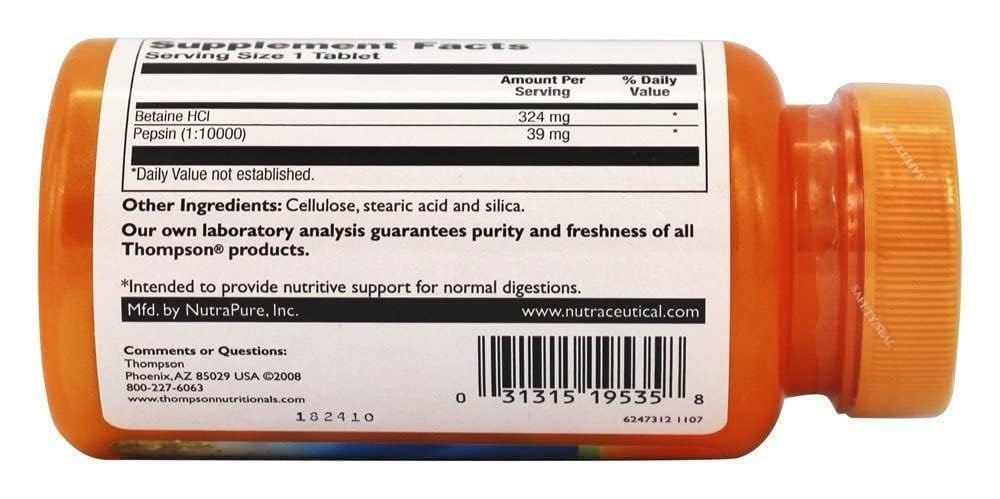 Supplement Facts
Serving Size 1 Tablet
Amount Per Serving % Daily Value
Betaine HCl 324 mg *
Pepsin (1:10000) 39 mg *
*Daily Value not established.
Other Ingredients: Cellulose, stearic acid and silica.
Our own laboratory analysis guarantees purity and freshness of all
Thompson® products.
*Intended to provide nutritive support for normal digestions.
Mfd. by NutraPure, Inc. www.nutraceutical.com
Comments or Questions:
Thompson
Phoenix, AZ 85029 USA ©2008
800-227-6063
www.thompsonnutritionals.com
182410
0 31315 19535 8
6247312 1107
SAFETY SEAL
SAFETY SEAL